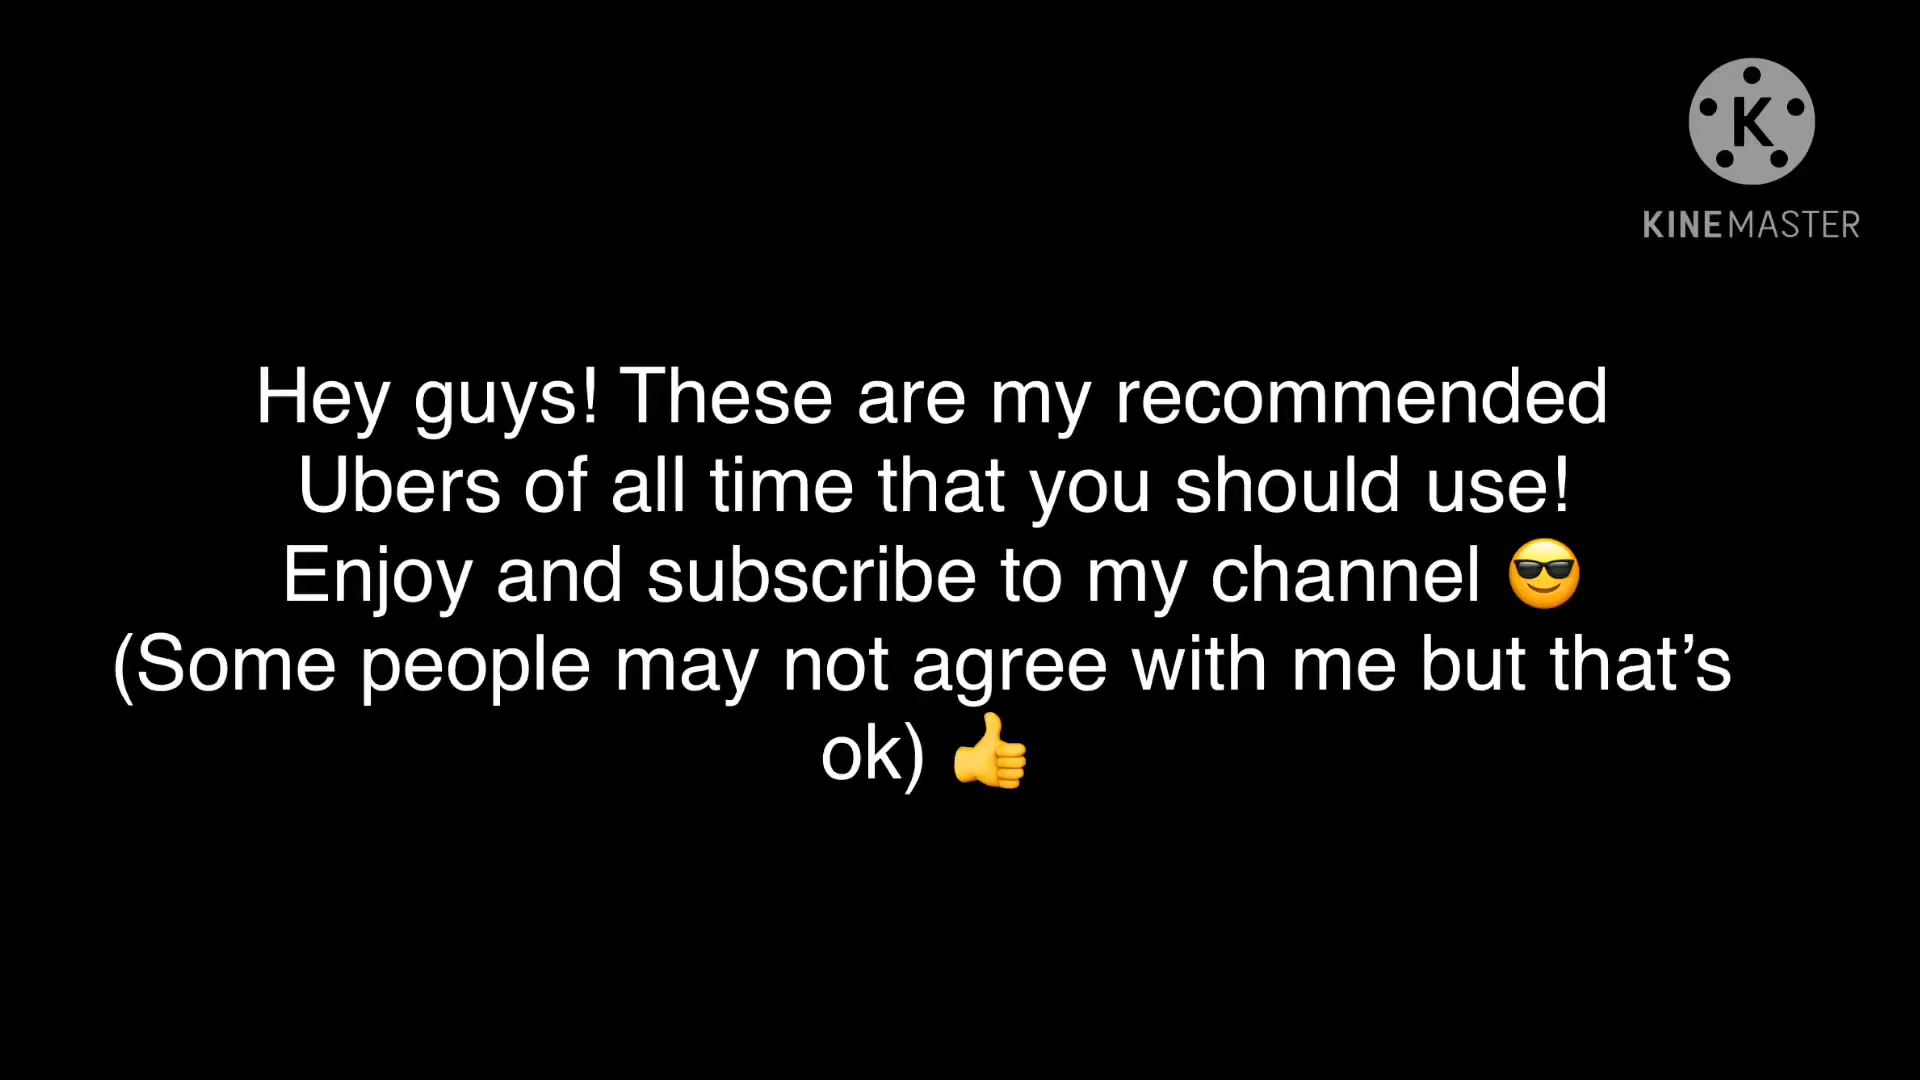 K
KINEMASTER
Hey guys! These are my recommended
Ubers of all time that you should use!
Enjoy and subscribe to my channel 😎
(Some people may not agree with me but that’s
ok) 👍